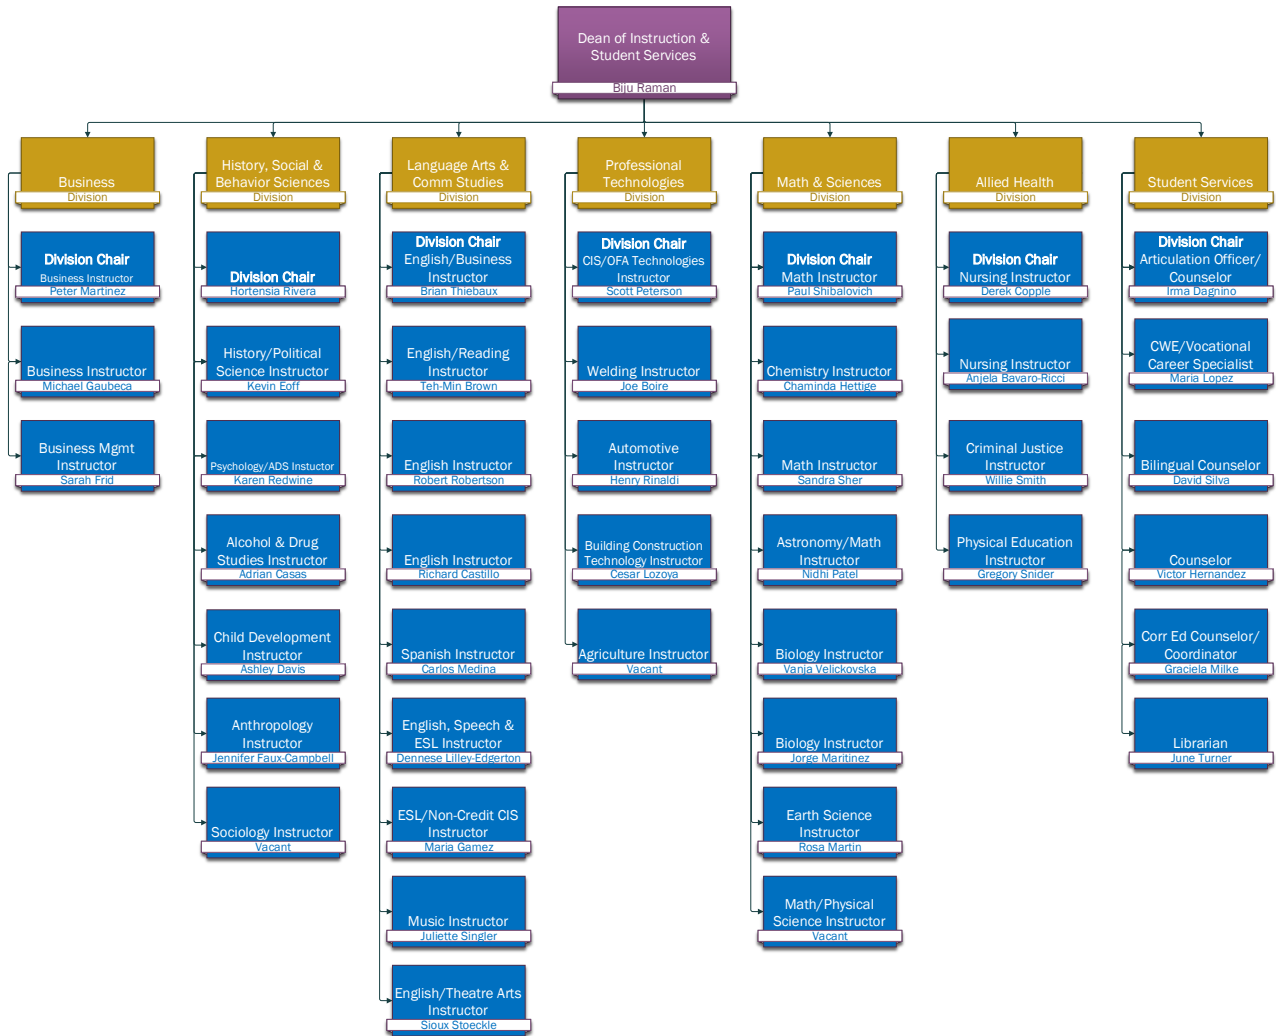 Dean of Instruction &
Student Services
Biju Raman
Business
Division
Division Chair
Business Instructor
Peter Martinez
Business Instructor
Michael Gaubeca
Business Mgmt
Instructor
Sarah Frid
History, Social &
Behavior Sciences
Division
Division Chair
Hortensia Rivera
History/Political
Science Instructor
Kevin Eoff
Psychology/ADS Instuctor
Karen Redwine
Alcohol & Drug
Studies Instructor
Adrian Casas
Child Development
Instructor
Ashley Davis
Anthropology
Instructor
Jennifer Faux-Campbell
Sociology Instructor
Vacant
Language Arts &
Comm Studies
Division
Division Chair
English/Business
Instructor
Brian Thiebaux
English/Reading
Instructor
Teh-Min Brown
English Instructor
Robert Robertson
English Instructor
Richard Castillo
Spanish Instructor
Carlos Medina
English, Speech &
ESL Instructor
Dennese Lilley-Edgerton
ESL/Non-Credit CIS
Instructor
Maria Gamez
Music Instructor
Juliette Singler
English/Theatre Arts
Instructor
Sioux Stoeckle
Professional
Technologies
Division
Division Chair
CIS/OFA Technologies
Instructor
Scott Peterson
Welding Instructor
Joe Boire
Automotive
Instructor
Henry Rinaldi
Building Construction
Technology Instructor
Cesar Lozoya
Agriculture Instructor
Vacant
Math & Sciences
Division
Division Chair
Math Instructor
Paul Shibalovich
Chemistry Instructor
Chaminda Hettige
Math Instructor
Sandra Sher
Astronomy/Math
Instructor
Nidhi Patel
Biology Instructor
Vanja Velickovska
Biology Instructor
Jorge Maritinez
Earth Science
Instructor
Rosa Martin
Math/Physical
Science Instructor
Vacant
Allied Health
Division
Division Chair
Nursing Instructor
Derek Copple
Nursing Instructor
Anjela Bavaro-Ricci
Criminal Justice
Instructor
Willie Smith
Physical Education
Instructor
Gregory Snider
Student Services
Division
Division Chair
Articulation Officer/
Counselor
Irma Dagnino
CWE/Vocational
Career Specialist
Maria Lopez
Bilingual Counselor
David Silva
Counselor
Victor Hernandez
Corr Ed Counselor/
Coordinator
Graciela Milke
Librarian
June Turner